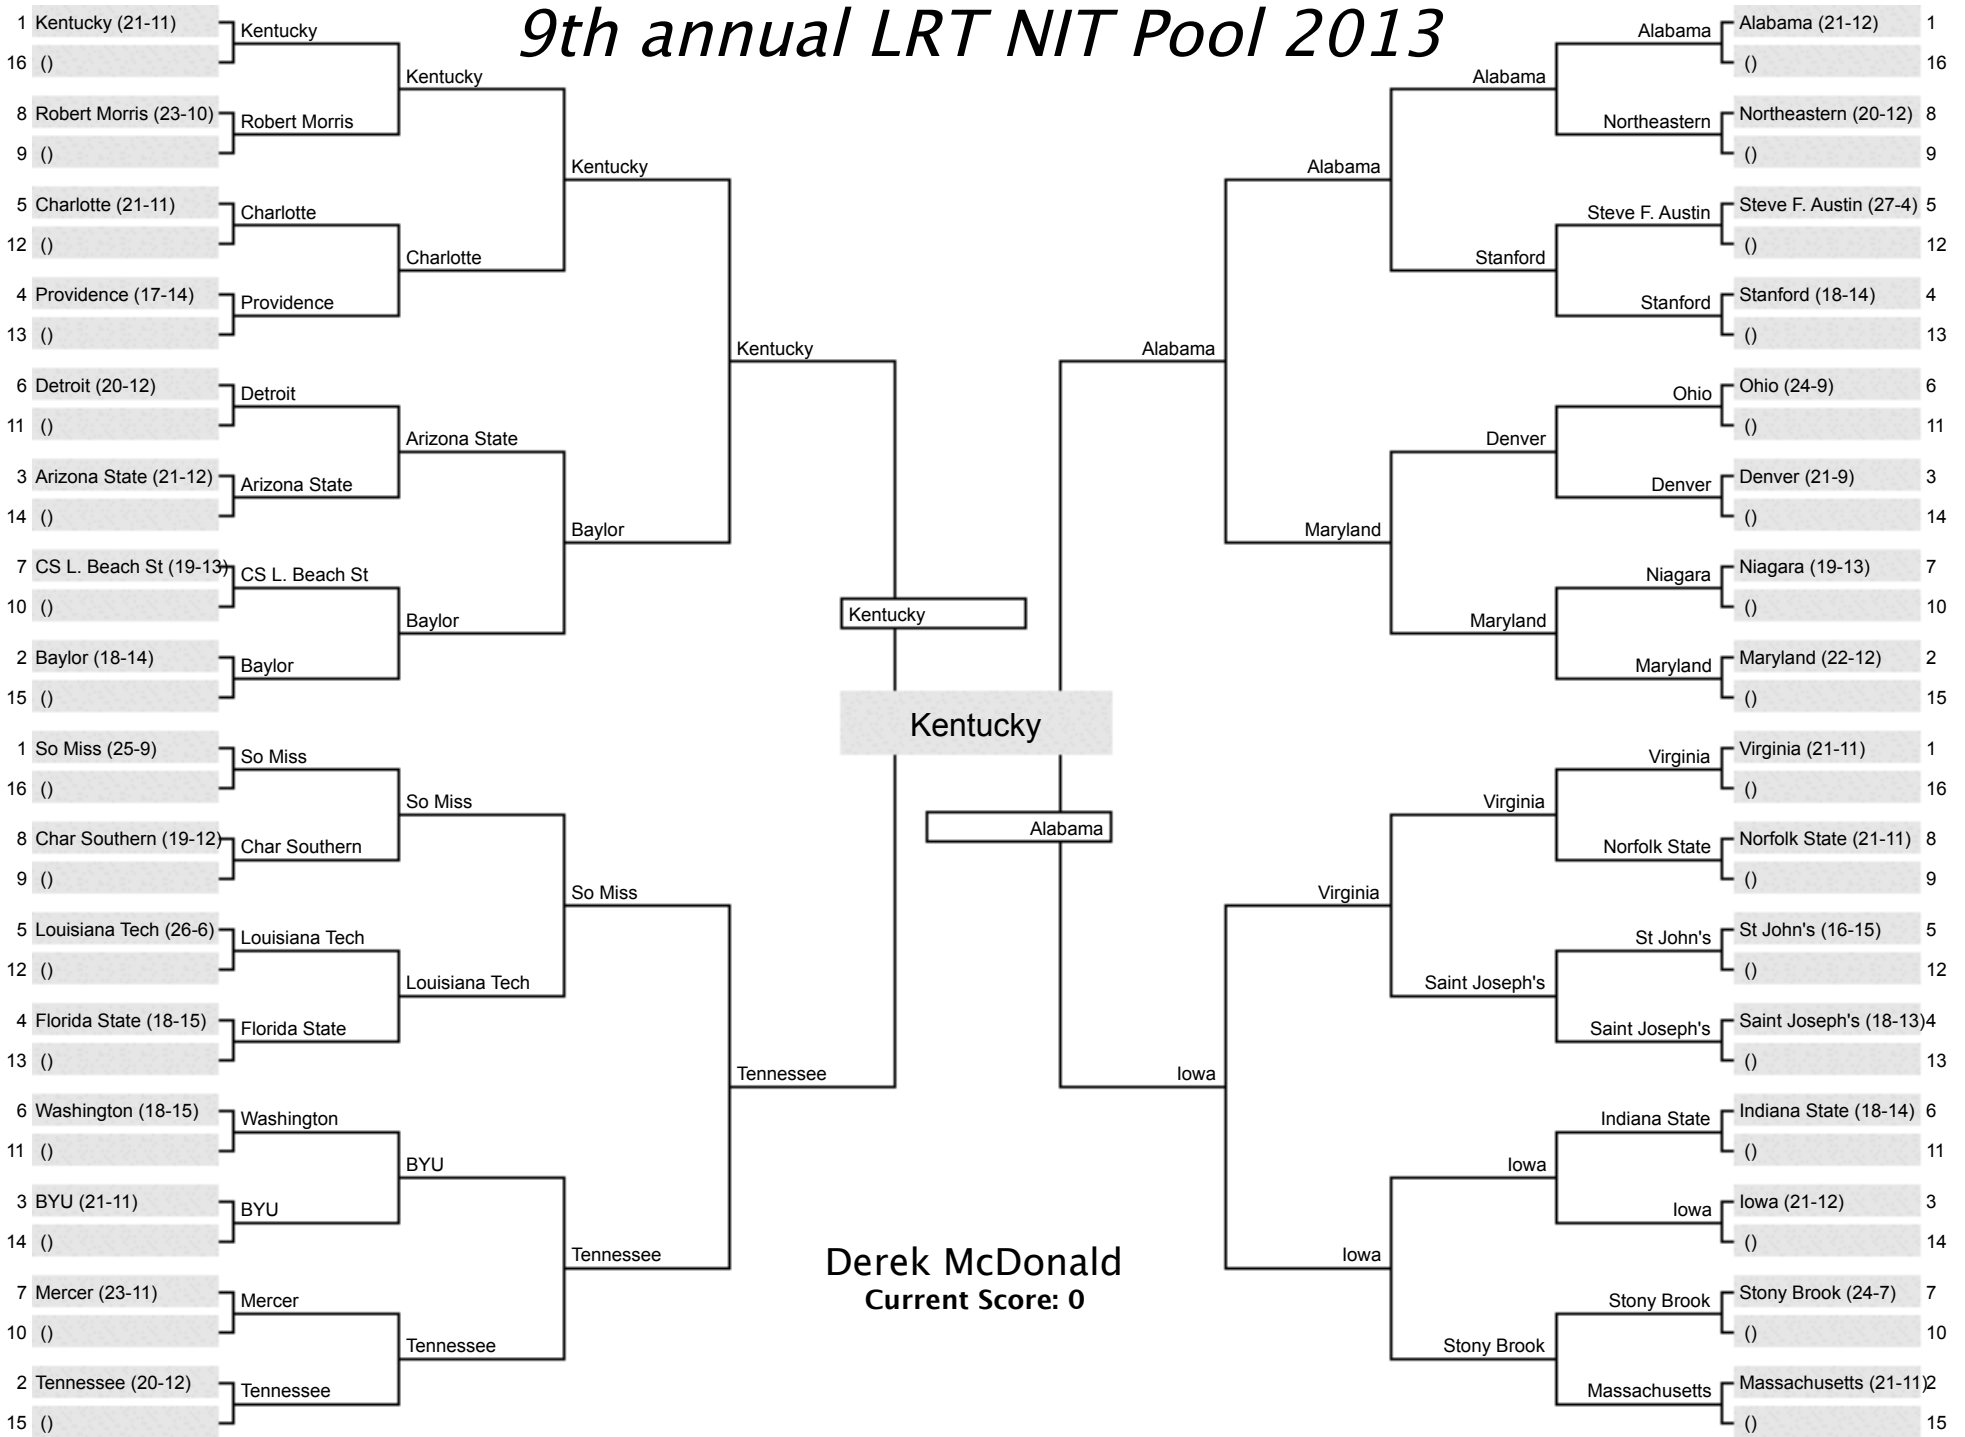 9th annual LRT NIT Pool 2013
1 Kentucky (21-11)
16 ()
8 Robert Morris (23-10)
9 ()
5 Charlotte (21-11)
12 ()
4 Providence (17-14)
13 ()
6 Detroit (20-12)
11 ()
3 Arizona State (21-12)
14 ()
7 CS L. Beach St (19-13)
10 ()
2 Baylor (18-14)
15 ()
1 So Miss (25-9)
16 ()
8 Char Southern (19-12)
9 ()
5 Louisiana Tech (26-6)
12 ()
4 Florida State (18-15)
13 ()
6 Washington (18-15)
11 ()
3 BYU (21-11)
14 ()
7 Mercer (23-11)
10 ()
2 Tennessee (20-12)
15 ()
Kentucky
Robert Morris
Charlotte
Providence
Detroit
Arizona State
CS L. Beach St
Baylor
So Miss
Char Southern
Louisiana Tech
Florida State
Washington
BYU
Mercer
Tennessee
Kentucky
Charlotte
Arizona State
Baylor
So Miss
Louisiana Tech
BYU
Tennessee
Kentucky
Baylor
So Miss
Tennessee
Kentucky
Tennessee
Kentucky
Kentucky
Alabama
Derek McDonald
Current Score: 0
Alabama
Iowa
Alabama
Maryland
Virginia
Iowa
Alabama
Stanford
Denver
Maryland
Virginia
Saint Joseph's
Iowa
Stony Brook
Alabama
Northeastern
Steve F. Austin
Stanford
Ohio
Denver
Niagara
Maryland
Virginia
Norfolk State
St John's
Saint Joseph's
Indiana State
Iowa
Stony Brook
Massachusetts
Alabama (21-12) 1
() 16
Northeastern (20-12) 8
() 9
Steve F. Austin (27-4) 5
() 12
Stanford (18-14) 4
() 13
Ohio (24-9) 6
() 11
Denver (21-9) 3
() 14
Niagara (19-13) 7
() 10
Maryland (22-12) 2
() 15
Virginia (21-11) 1
() 16
Norfolk State (21-11) 8
() 9
St John's (16-15) 5
() 12
Saint Joseph's (18-13) 4
() 13
Indiana State (18-14) 6
() 11
Iowa (21-12) 3
() 14
Stony Brook (24-7) 7
() 10
Massachusetts (21-11) 2
() 15